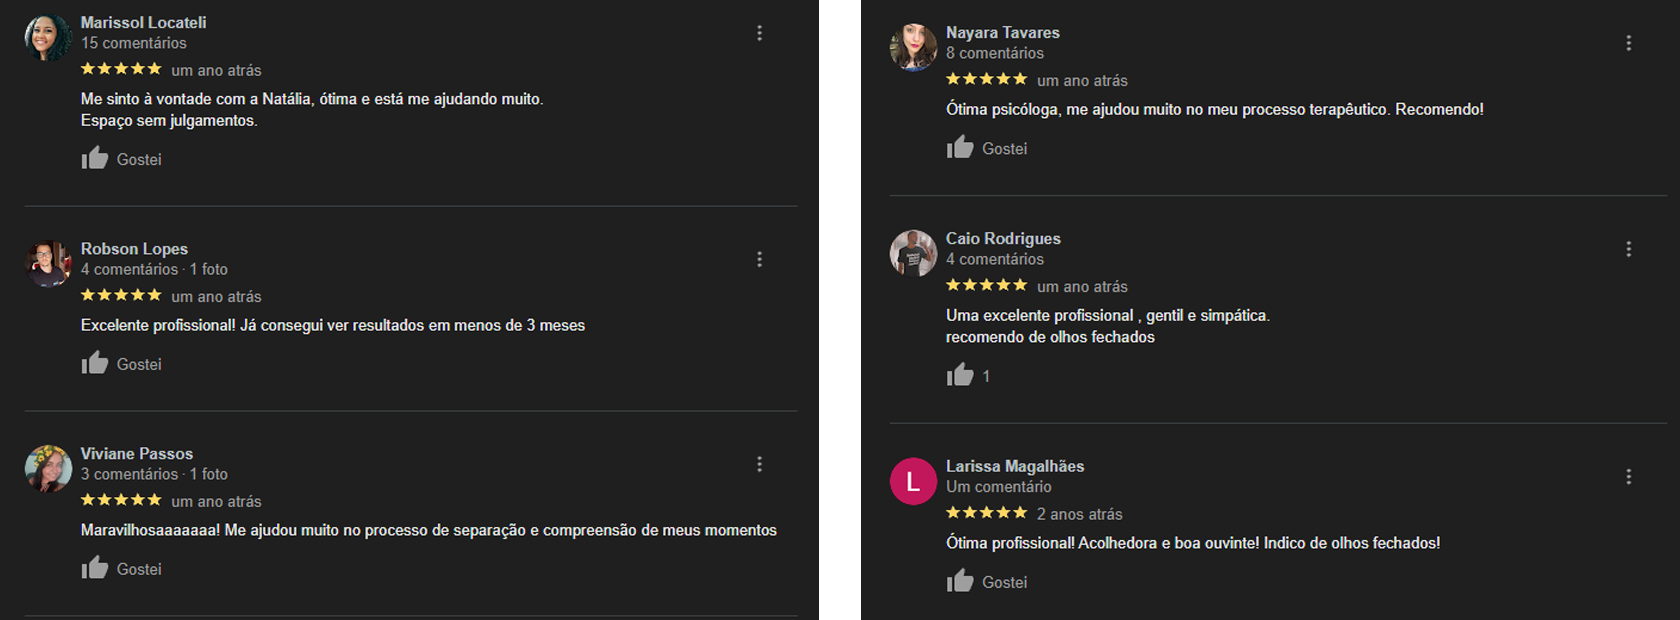 Marissol Locateli
15 comentários
um ano atrás
Me sinto à vontade com a Natália, ótima e está me ajudando muito.
Espaço sem julgamentos.
Gostei
Robson Lopes
4 comentários · 1 foto
um ano atrás
Excelente profissional! Já consegui ver resultados em menos de 3 meses
Gostei
Viviane Passos
3 comentários · 1 foto
um ano atrás
Maravilhosaaaaaaa! Me ajudou muito no processo de separação e compreensão de meus momentos
Gostei
Nayara Tavares
8 comentários
um ano atrás
Ótima psicóloga, me ajudou muito no meu processo terapêutico. Recomendo!
Gostei
Caio Rodrigues
4 comentários
um ano atrás
Uma excelente profissional , gentil e simpática.
recomendo de olhos fechados
1
L
Larissa Magalhães
Um comentário
2 anos atrás
Ótima profissional! Acolhedora e boa ouvinte! Indico de olhos fechados!
Gostei